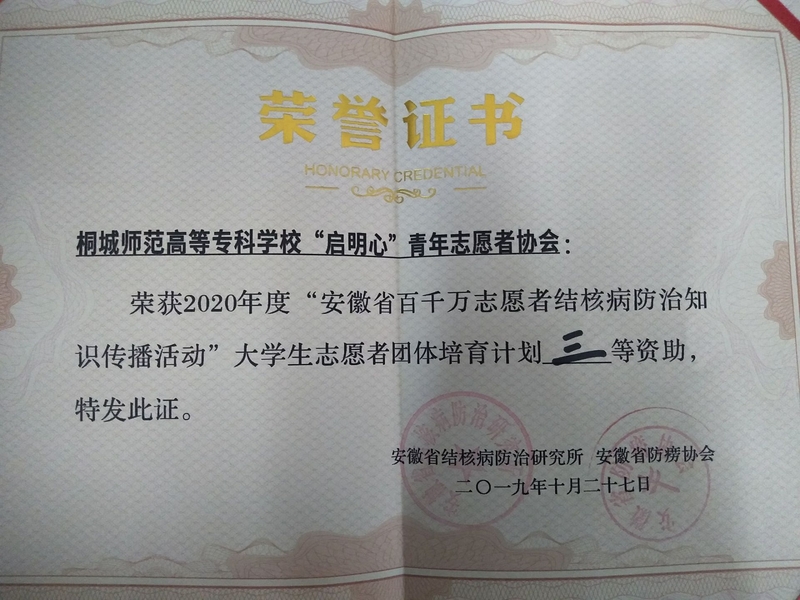 荣誉证书
HONORARY CREDENTIAL
桐城师范高等专科学校“启明心”青年志愿者协会：
荣获2020年度“安徽省百千万志愿者结核病防治知
识传播活动”大学生志愿者团体培育计划三等资助，
特发此证。
安徽省结核病防治研究所 安徽省防痨协会
二〇一九年十月二十七日